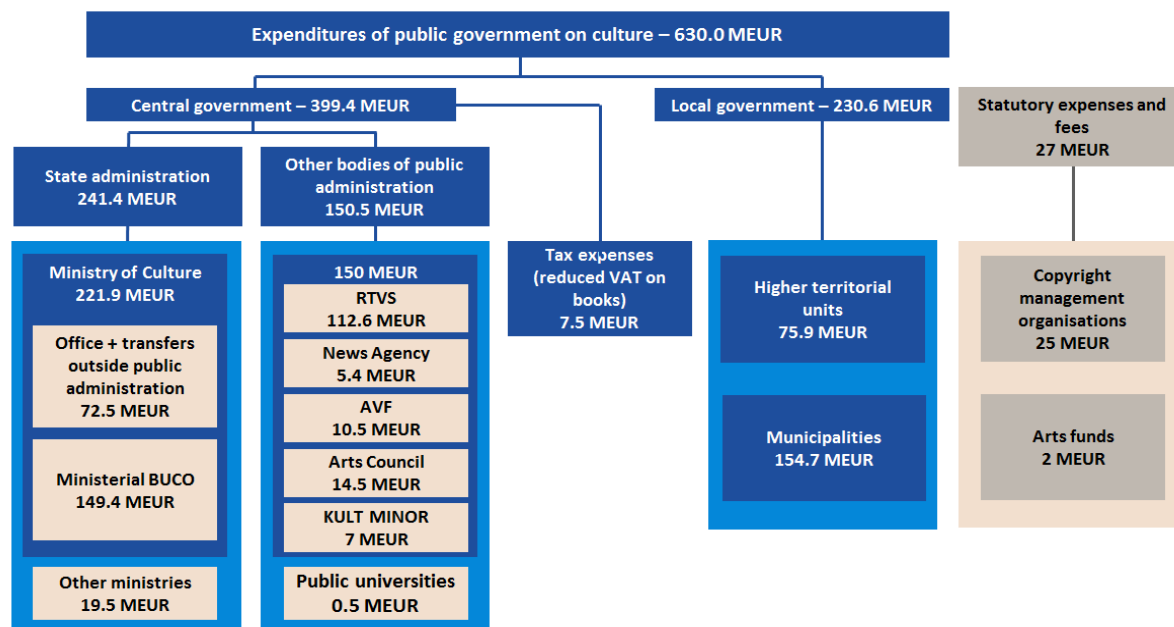 Expenditures of public government on culture – 630.0 MEUR
Central government – 399.4 MEUR
Local government – 230.6 MEUR
Statutory expenses and
fees
27 MEUR
State administration
241.4 MEUR
Other bodies of public
administration
150.5 MEUR
Ministry of Culture
221.9 MEUR
Office + transfers
outside public
administration
72.5 MEUR
Ministerial BUCO
149.4 MEUR
Other ministries
19.5 MEUR
150 MEUR
RTVS
112.6 MEUR
News Agency
5.4 MEUR
AVF
10.5 MEUR
Arts Council
14.5 MEUR
KULT MINOR
7 MEUR
Public universities
0.5 MEUR
Tax expenses
(reduced VAT on
books)
7.5 MEUR
Higher territorial
units
75.9 MEUR
Municipalities
154.7 MEUR
Copyright
management
organisations
25 MEUR
Arts funds
2 MEUR